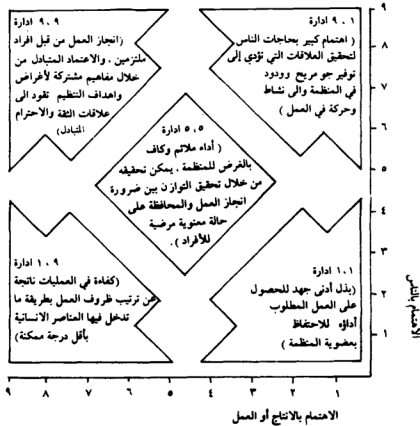 ٩،١ ادارة
( اهتمام كبير بحاجات الناس
لتحقيق العلاقات التي تؤدي إلى
توفير جو مريح وودود
في المنظمة والى نشاط
وحركة في العمل )
٩،٩ ادارة
(انجاز العمل من قبل افراد
ملتزمين ، والاعتماد المتبادل من
خلال مفاهيم مشتركة لأغراض
واهداف التنظيم تقود الى
علاقات الثقة والاحترام
المتبادل)
٥،٥ ادارة
( أداء ملائم وكاف
بالغرض للمنظمة ، يمكن تحقيقه
من خلال تحقيق التوازن بين ضرورة
انجاز العمل والمحافظة على
حالة معنوية مرضية
للأفراد ) .
١،١ ادارة
(بذل أدنى جهد للحصول
على العمل المطلوب
أداؤه للاحتفاظ
بعضوية المنظمة )
١،٩ ادارة
(كفاءة في العمليات ناتجة
عن ترتيب ظروف العمل بطريقة ما
تدخل فيها العناصر الانسانية
بأقل درجة ممكنة)
٩
٨
٧
٦
٥
٤
٣
٢
١
الاهتمام بالناس
١ ٢ ٣ ٤ ٥ ٦ ٧ ٨ ٩
الاهتمام بالانتاج أو العمل